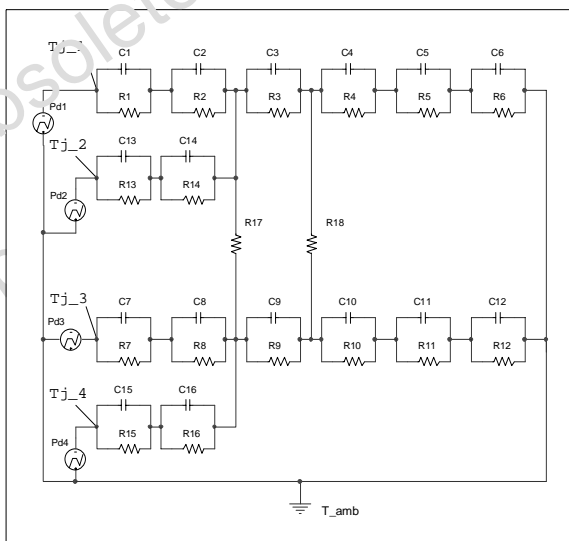 C1 C2 C3 C4 C5 C6
R1 R2 R3 R4 R5 R6
Pd1
Tj_2
C13 C14
R13 R14
Pd2
R17 R18
Tj_3
C7 C8 C9 C10 C11 C12
Pd3
R7 R8 R9 R10 R11 R12
Tj_4
C15 C16
R15 R16
Pd4
T_amb